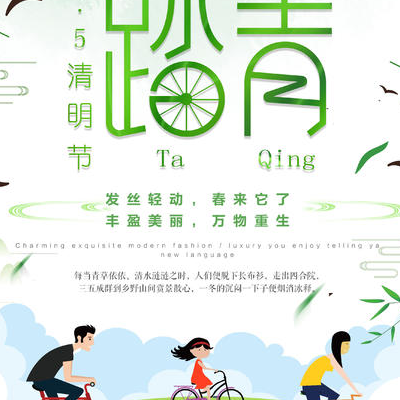 踏青
.5清明节
Ta Qing
发丝轻动，春来它了
丰盈美丽，万物重生
Charming exquisite modern fashion / luxury you enjoy telling ya
new language
每当青草依依，清水涟涟之时，人们便脱下长布衫，走出四合院，
三五成群到乡野山间赏景散心，一冬的沉闷一下子便烟消冰释。